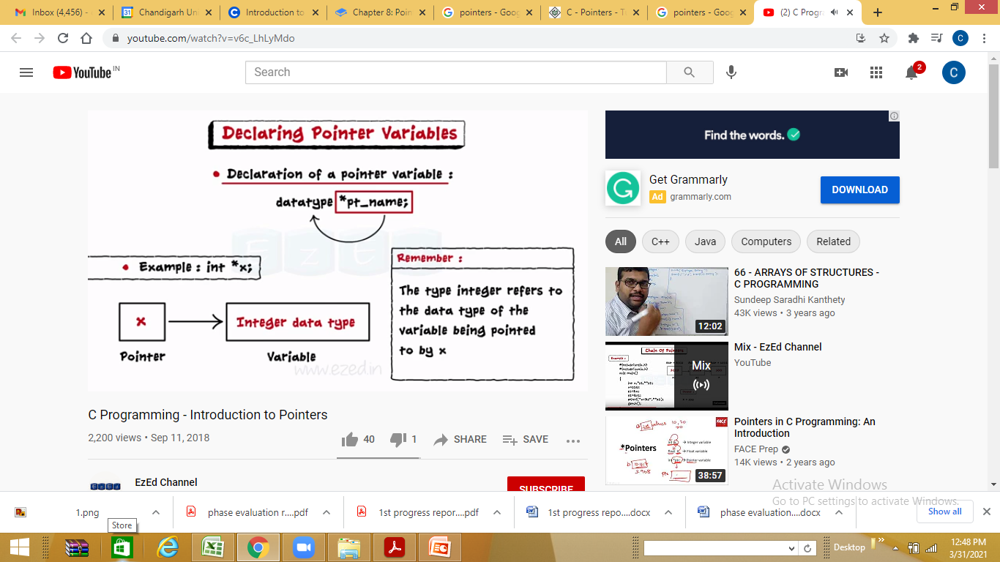 Inbox (4,456) -
31
Chandigarh Un
Introduction to
Chapter 8: Poin
pointers - Goog
C - Pointers - T
pointers - Goog
(2) C Progr
youtube.com/watch?v=v6c_LhLyMdo
C
YouTube IN
Search
2
C
Declaring Pointer Variables
Declaration of a pointer variable :
datatype *pt_name;
EzEd
Example : int *x;
x
Integer data type
Pointer
Variable
www.ezed.in
Remember :
The type integer refers to
the data type of the
variable being pointed
to by x
C Programming - Introduction to Pointers
2,200 views • Sep 11, 2018
40
1
SHARE
SAVE
EzEd Channel
SUBSCRIBE
Find the words.
Get Grammarly
Ad grammarly.com
DOWNLOAD
All
C++
Java
Computers
Related
12:02
66 - ARRAYS OF STRUCTURES -
C PROGRAMMING
Sundeep Saradhi Kanthety
43K views • 3 years ago
Chain Of Pointers
Mix
Mix - EzEd Channel
YouTube
*Pointers
FACE
38:57
Pointers in C Programming: An
Introduction
FACE Prep
14K views • 2 years ago
Activate Windows
Go to PC settings to activate Windows.
1.png
phase evaluation r....pdf
1st progress repor....pdf
1st progress repo....docx
phase evaluation....docx
Show all
Store
Desktop
12:48 PM
3/31/2021